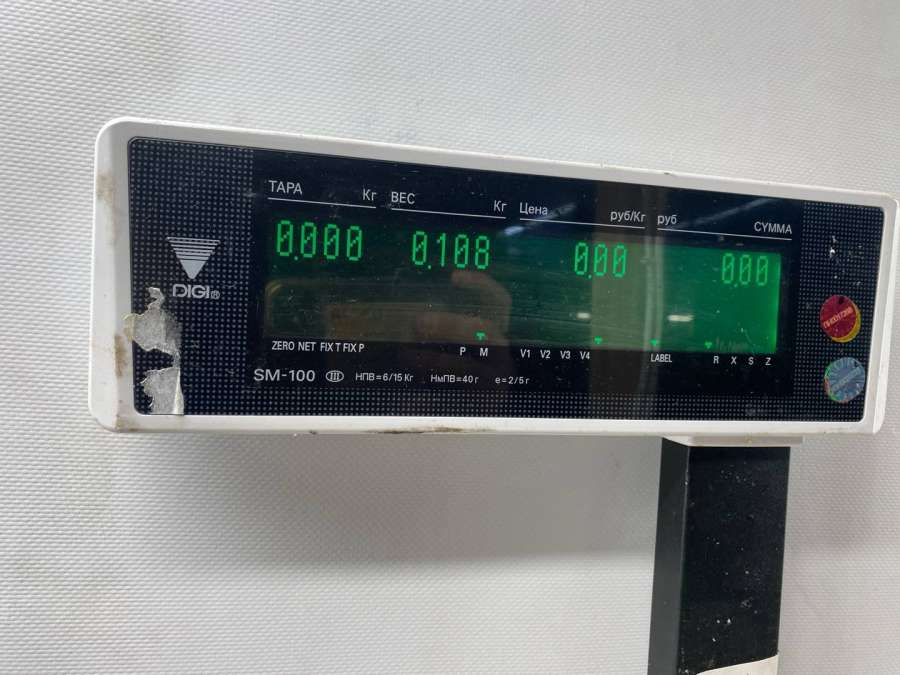 ТАРА Кг ВЕС Кг Цена руб/Кг руб СУММА
0.000 0.108 0.00 0.00
DIGI®
ZERO NET FIX T FIX P P M V1 V2 V3 V4 LABEL R X S Z
SM-100 III НПВ=6/15 Кг НмПВ=40 г е=2/5 г